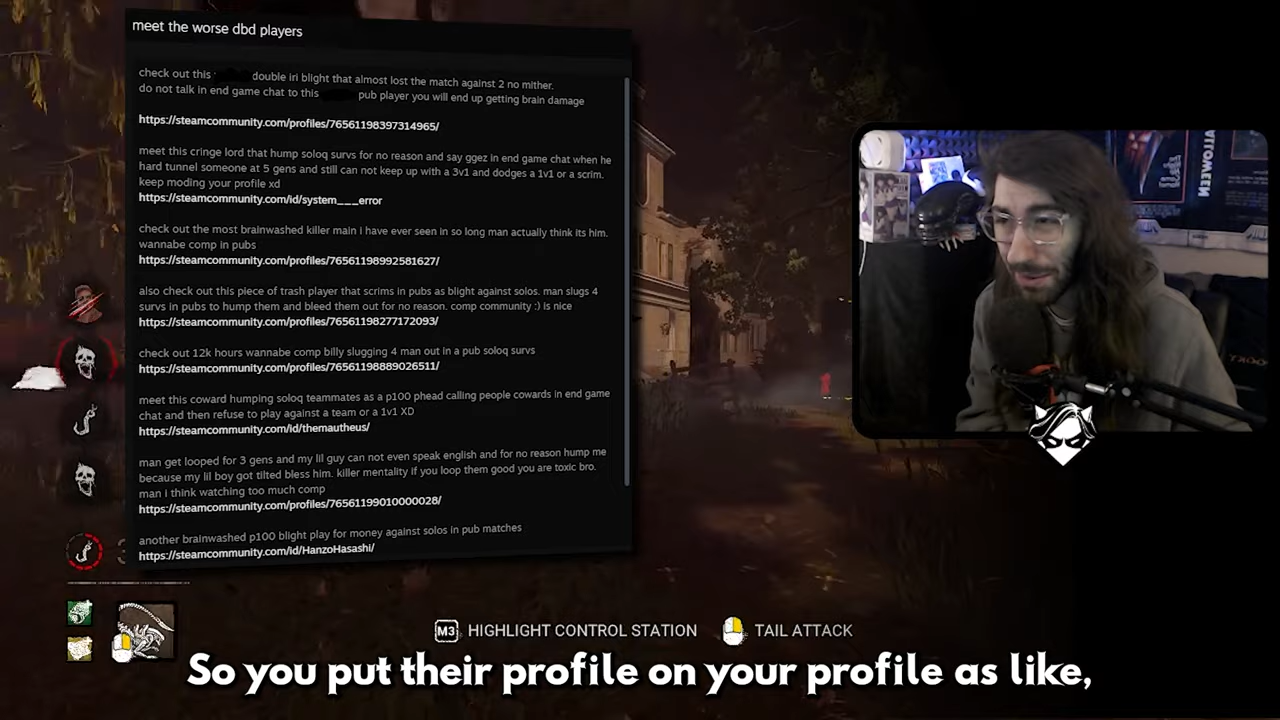 meet the worse dbd players
check out this double iri blight that almost lost the match against 2 no mither.
do not talk in end game chat to this pub player you will end up getting brain damage
https://steamcommunity.com/profiles/76561198397314965/
meet this cringe lord that hump soloq survs for no reason and say ggez in end game chat when he
hard tunnel someone at 5 gens and still can not keep up with a 3v1 and dodges a 1v1 or a scrim.
keep moding your profile xd
https://steamcommunity.com/id/system___error
check out the most brainwashed killer main i have ever seen in so long man actually think its him.
wannabe comp in pubs
https://steamcommunity.com/profiles/76561198992581627/
also check out this piece of trash player that scrims in pubs as blight against solos. man slugs 4
survs in pubs to hump them and bleed them out for no reason. comp community :) is nice
https://steamcommunity.com/profiles/76561198277172093/
check out 12k hours wannabe comp billy slugging 4 man out in a pub soloq survs
https://steamcommunity.com/profiles/76561198889026511/
meet this coward humping soloq teammates as a p100 phead calling people cowards in end game
chat and then refuse to play against a team or a 1v1 XD
https://steamcommunity.com/id/themautheus/
man get looped for 3 gens and my lil guy can not even speak english and for no reason hump me
because my lil boy got tilted bless him. killer mentality if you loop them good you are toxic bro.
man i think watching too much comp
https://steamcommunity.com/profiles/76561199010000028/
another brainwashed p100 blight play for money against solos in pub matches
https://steamcommunity.com/id/HanzoHasashi/
HALLOWEEN
M3 HIGHLIGHT CONTROL STATION TAIL ATTACK
So you put their profile on your profile as like,